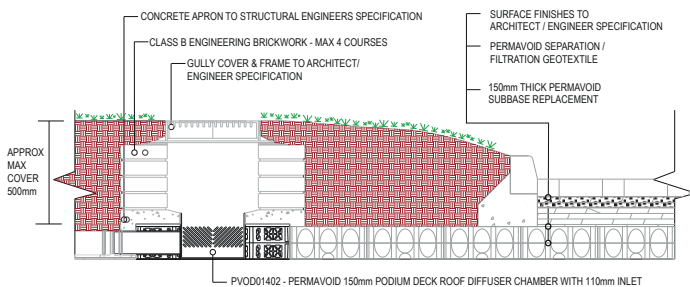 CONCRETE APRON TO STRUCTURAL ENGINEERS SPECIFICATION
CLASS B ENGINEERING BRICKWORK - MAX 4 COURSES
GULLY COVER & FRAME TO ARCHITECT/
ENGINEER SPECIFICATION
SURFACE FINISHES TO
ARCHITECT / ENGINEER SPECIFICATION
PERMAVOID SEPARATION /
FILTRATION GEOTEXTILE
150mm THICK PERMAVOID
SUBBASE REPLACEMENT
APPROX
MAX
COVER
500mm
PVOD01402 - PERMAVOID 150mm PODIUM DECK ROOF DIFFUSER CHAMBER WITH 110mm INLET